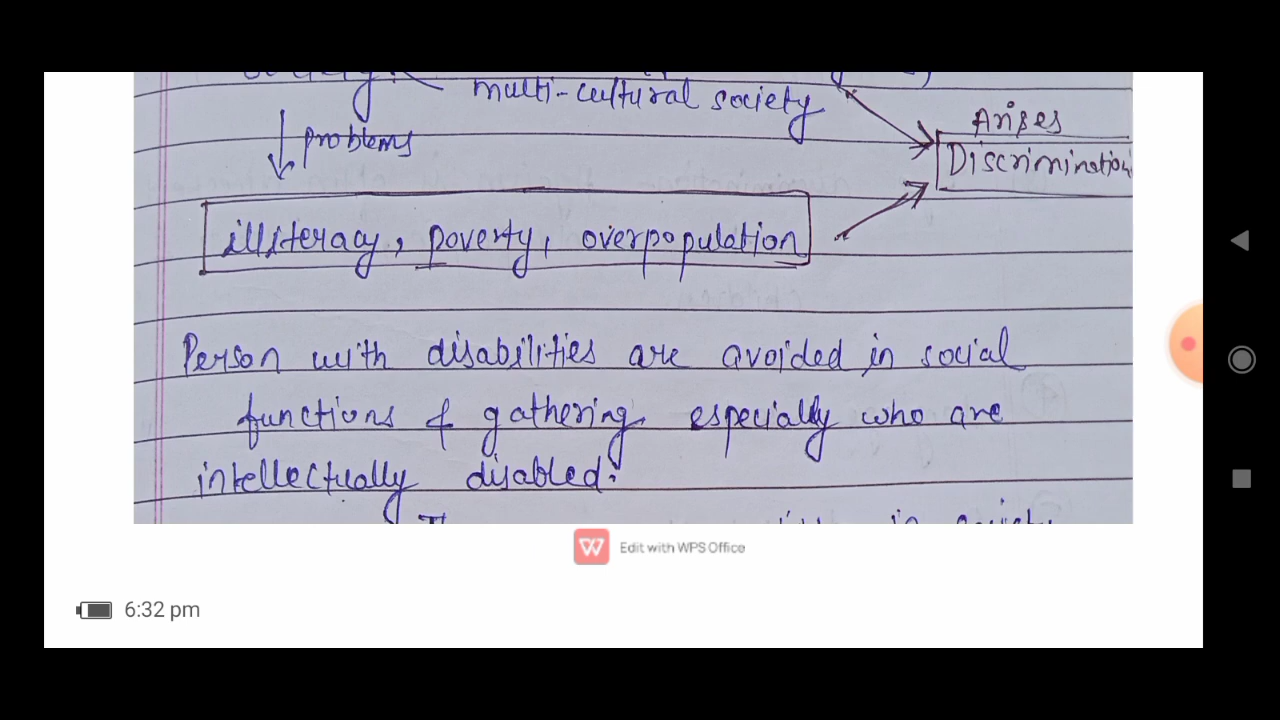 multi-cultural society
Arises
problems
Discrimination
illiteracy, poverty, overpopulation
Person with disabilities are avoided in social
functions & gathering especially who are
intellectually disabled.
Edit with WPS Office
6:32 pm